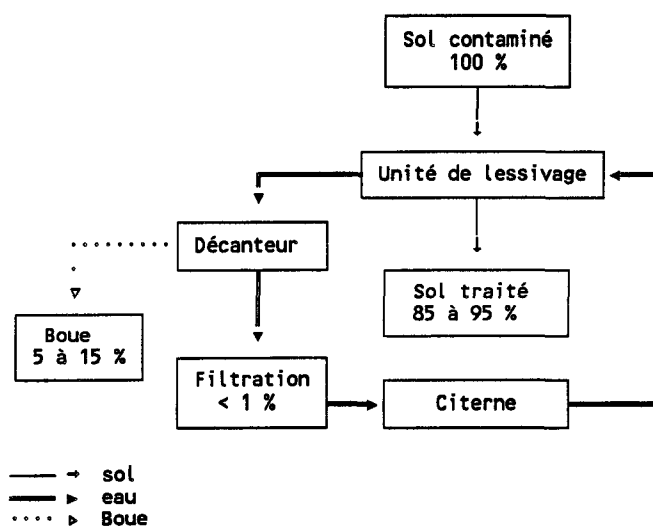 Sol contaminé
100 %
Unité de lessivage
Décanteur
Sol traité
85 à 95 %
Boue
5 à 15 %
Filtration
< 1 %
Citerne
sol
eau
Boue